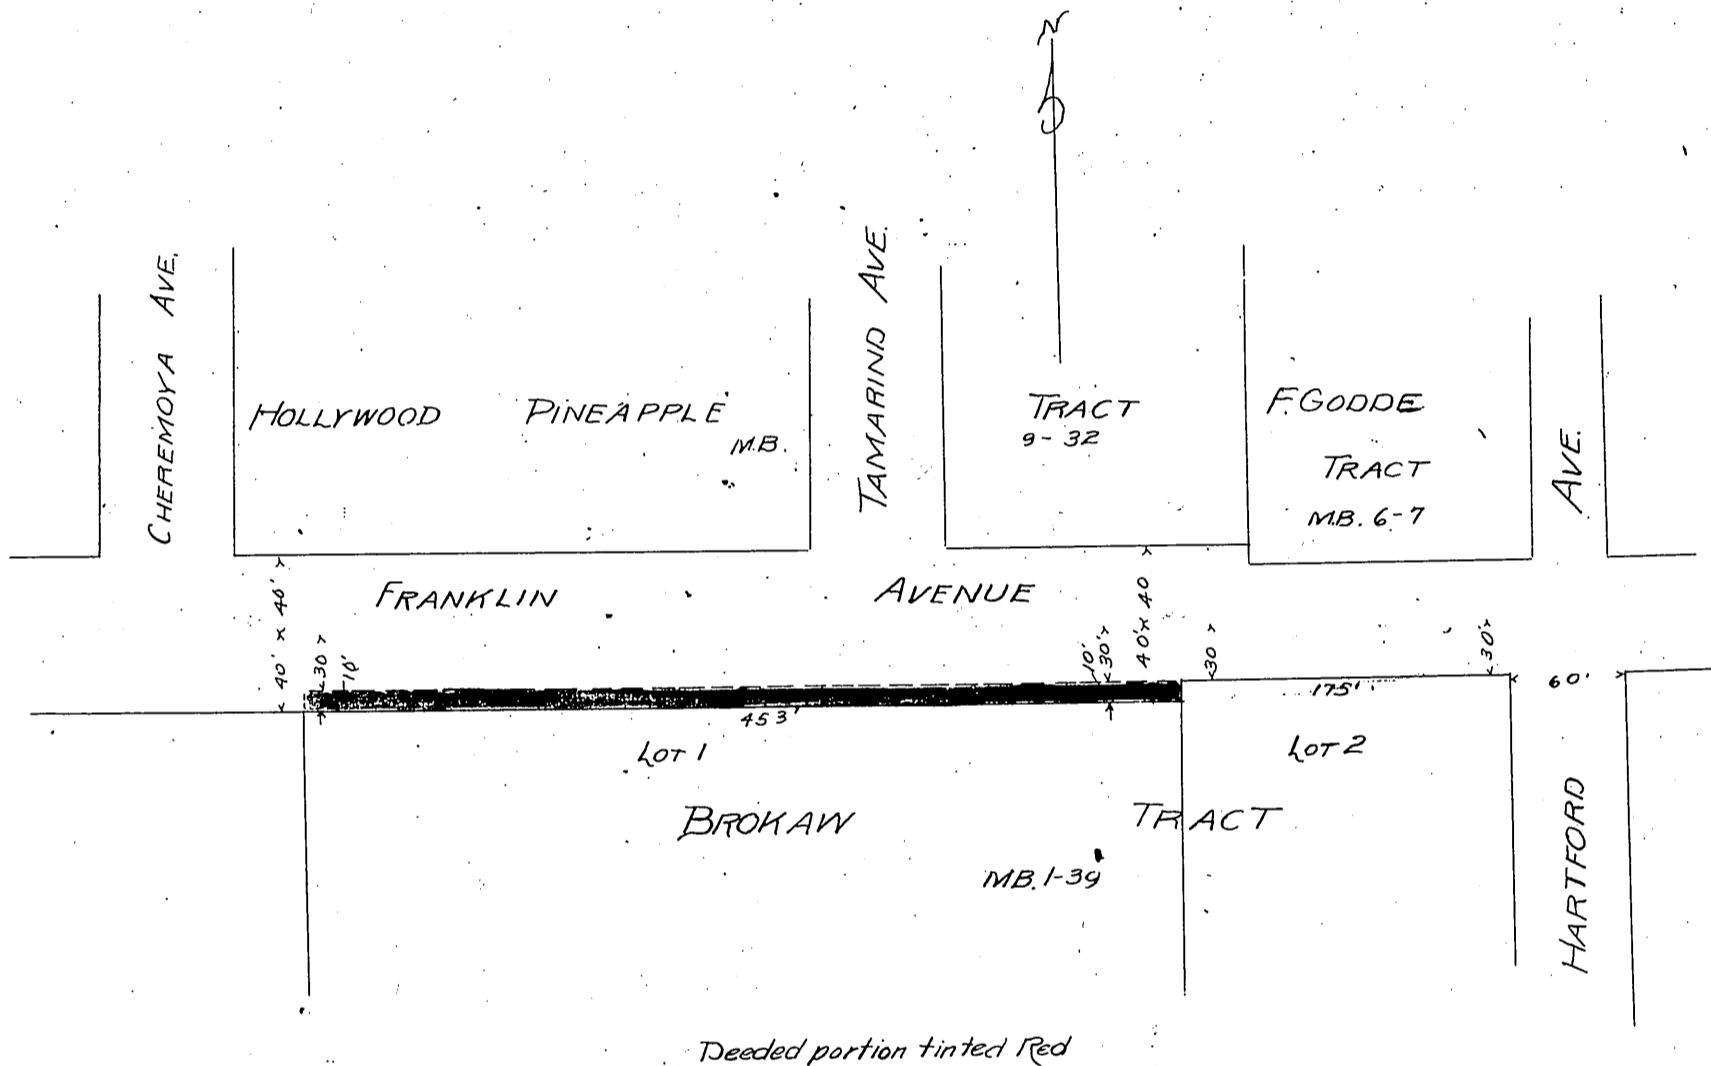 N
CHEREMOYA AVE.
TAMARIND AVE.
HOLLYWOOD PINEAPPLE TRACT
M.B. 9-32
F. GODDE
TRACT
M.B. 6-7
AVE.
FRANKLIN AVENUE
40' x 40'
30'
10'
10'
30'
40' x 40
30
30'
453'
175'
60'
LOT 1
LOT 2
BROKAW TRACT
M.B. 1-39
HARTFORD
Deeded portion tinted Red